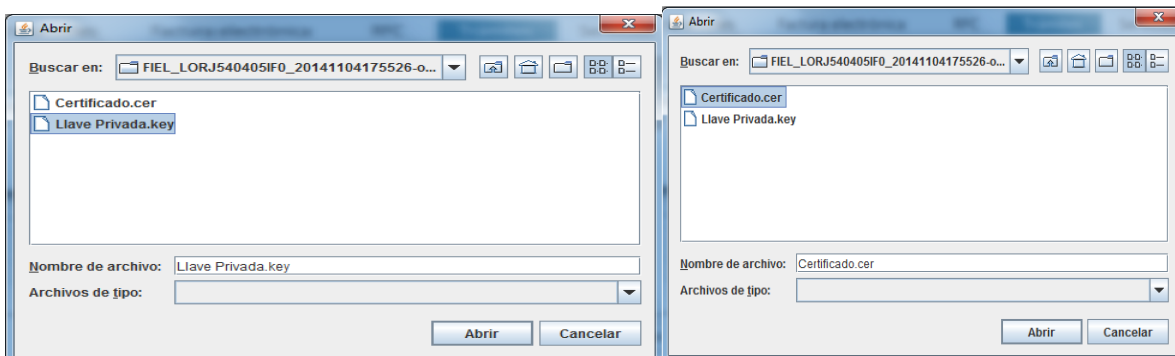 Abrir
Buscar en: FIEL_LORJ540405IF0_20141104175526-o...
Certificado.cer
Llave Privada.key
Nombre de archivo: Llave Privada.key
Archivos de tipo:
Abrir Cancelar
Abrir
Buscar en: FIEL_LORJ540405IF0_20141104175526-o...
Certificado.cer
Llave Privada.key
Nombre de archivo: Certificado.cer
Archivos de tipo:
Abrir Cancelar